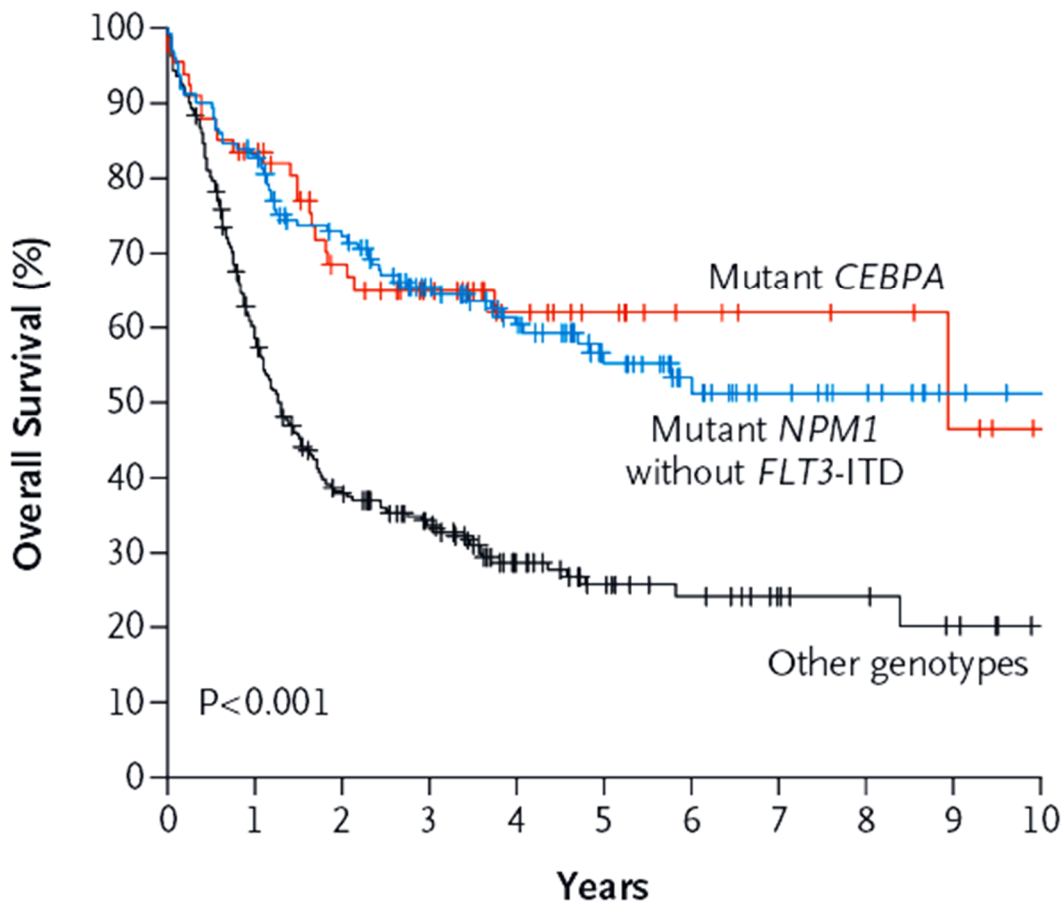 Overall Survival (%)
100
90
80
70
60
50
40
30
20
10
0
Mutant CEBPA
Mutant NPM1
without FLT3-ITD
Other genotypes
P<0.001
0 1 2 3 4 5 6 7 8 9 10
Years